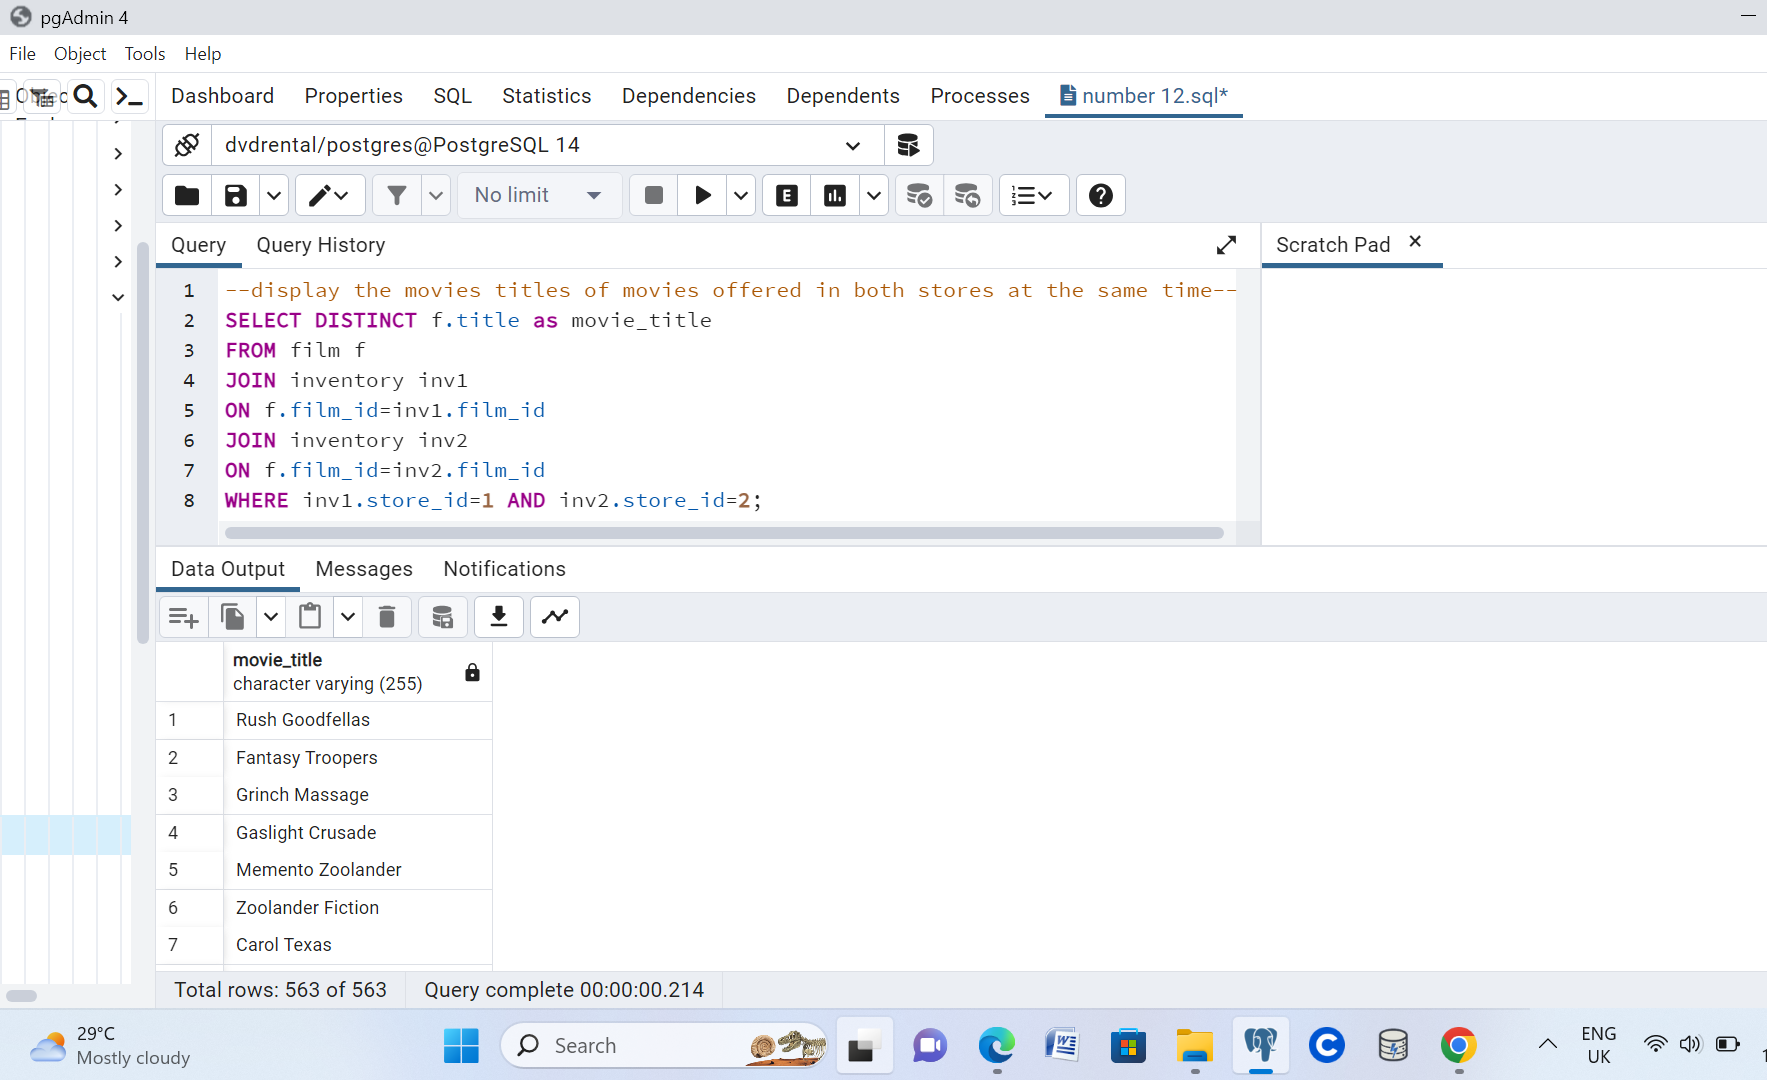 pgAdmin 4
File Object Tools Help
Dashboard Properties SQL Statistics Dependencies Dependents Processes number 12.sql*
dvdrental/postgres@PostgreSQL 14
No limit
Query Query History
Scratch Pad
1 --display the movies titles of movies offered in both stores at the same time--
2 SELECT DISTINCT f.title as movie_title
3 FROM film f
4 JOIN inventory inv1
5 ON f.film_id=inv1.film_id
6 JOIN inventory inv2
7 ON f.film_id=inv2.film_id
8 WHERE inv1.store_id=1 AND inv2.store_id=2;
Data Output Messages Notifications
movie_title
character varying (255)
1 Rush Goodfellas
2 Fantasy Troopers
3 Grinch Massage
4 Gaslight Crusade
5 Memento Zoolander
6 Zoolander Fiction
7 Carol Texas
Total rows: 563 of 563 Query complete 00:00:00.214
29°C
Mostly cloudy
Search
ENG
UK